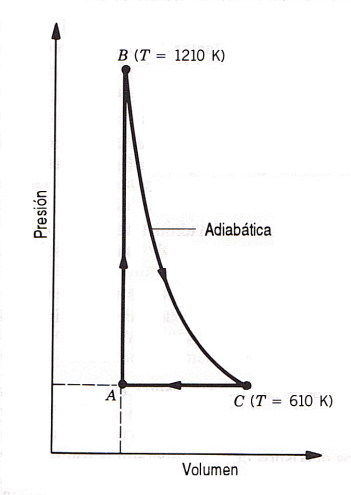 B (T = 1210 K)
Presión
Adiabática
A
C (T = 610 K)
Volumen